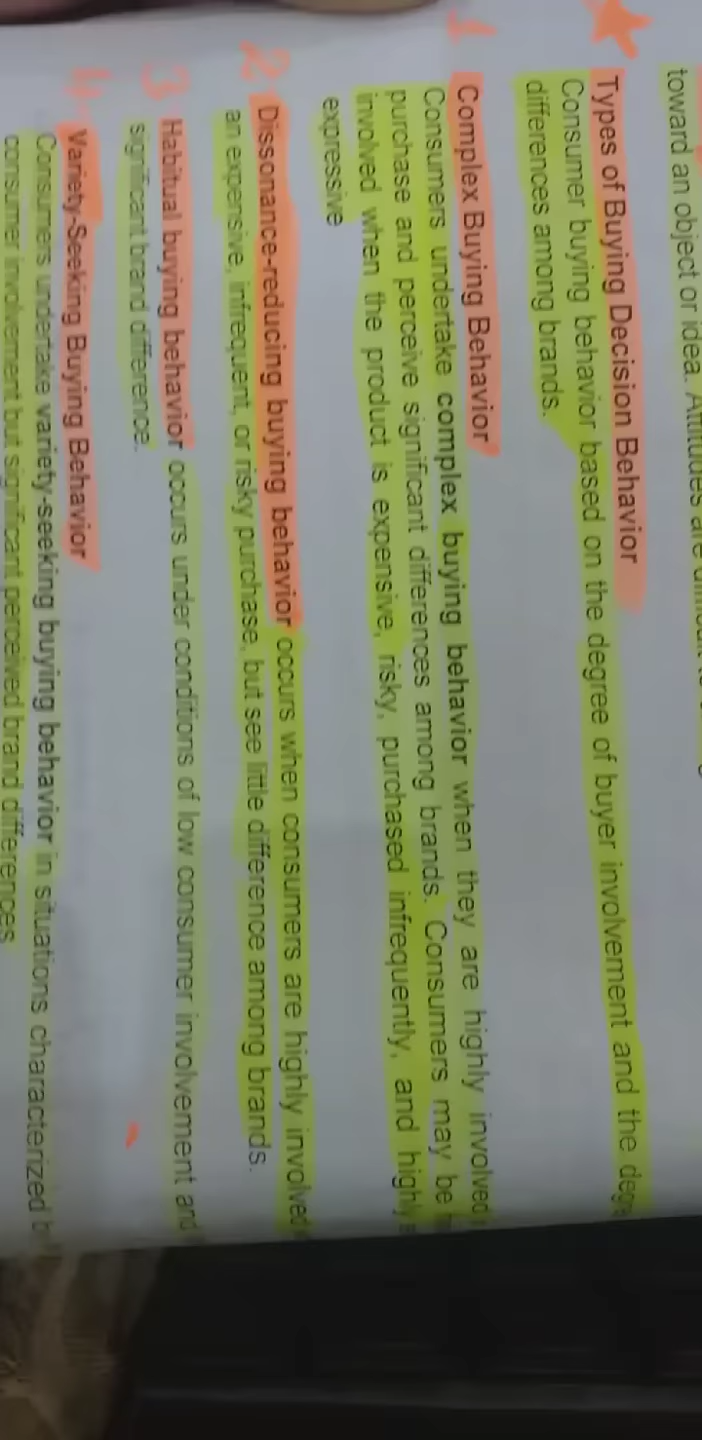 toward an object or idea. Attitudes are difficult to
Types of Buying Decision Behavior
Consumer buying behavior based on the degree of buyer involvement and the
differences among brands.
1 Complex Buying Behavior
Consumers undertake complex buying behavior when they are highly involved
purchase and perceive significant differences among brands. Consumers may be
involved when the product is expensive, risky, purchased infrequently, and highly
expressive
2 Dissonance-reducing buying behavior occurs when consumers are highly involved
an expensive, infrequent, or risky purchase, but see little difference among brands.
3 Habitual buying behavior occurs under conditions of low consumer involvement and
significant brand difference.
4 Variety-Seeking Buying Behavior
Consumers undertake variety-seeking buying behavior in situations characterized
consumer involvement but significant perceived brand differences